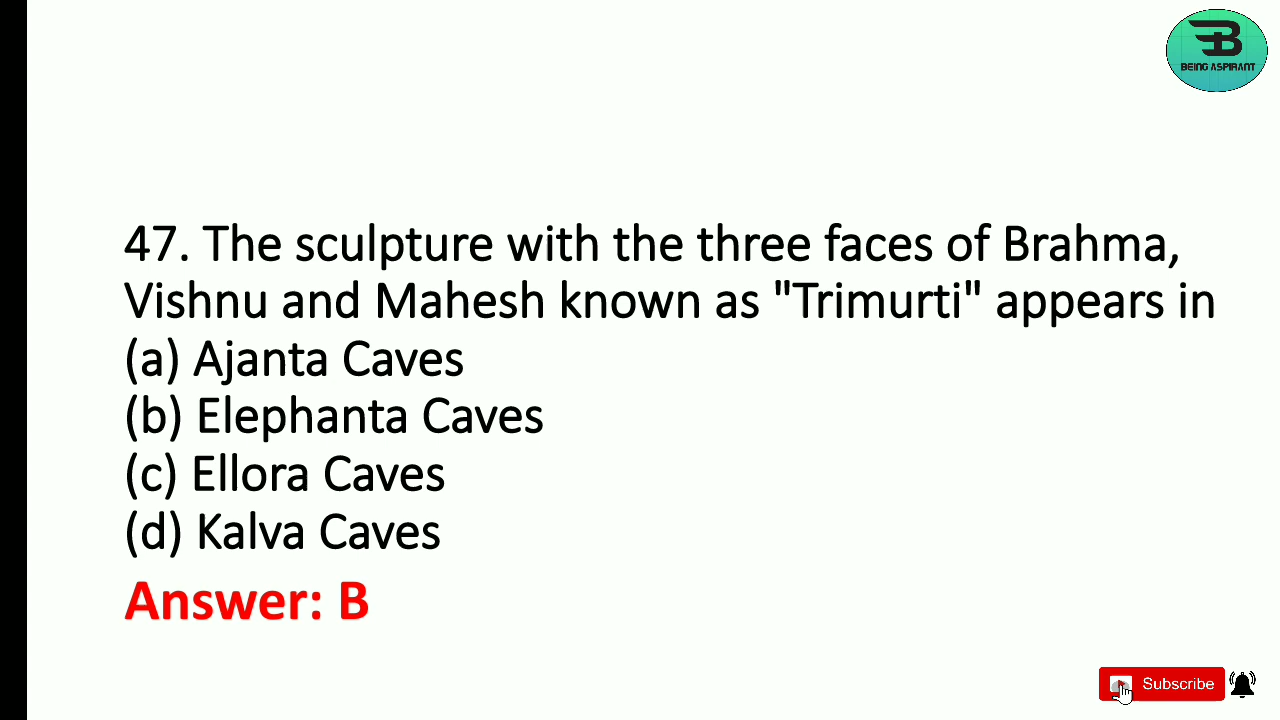 BEING ASPIRANT
47. The sculpture with the three faces of Brahma,
Vishnu and Mahesh known as "Trimurti" appears in
(a) Ajanta Caves
(b) Elephanta Caves
(c) Ellora Caves
(d) Kalva Caves
Answer: B
Subscribe